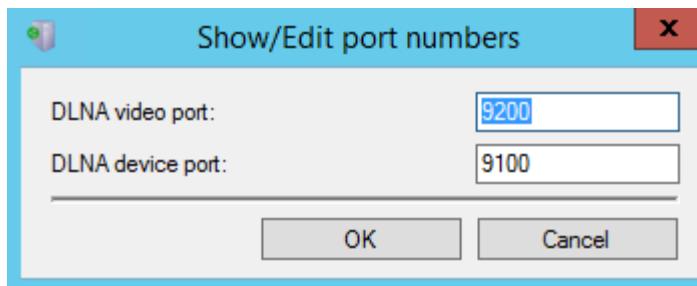 Show/Edit port numbers
x
DLNA video port: 9200
DLNA device port: 9100
OK Cancel